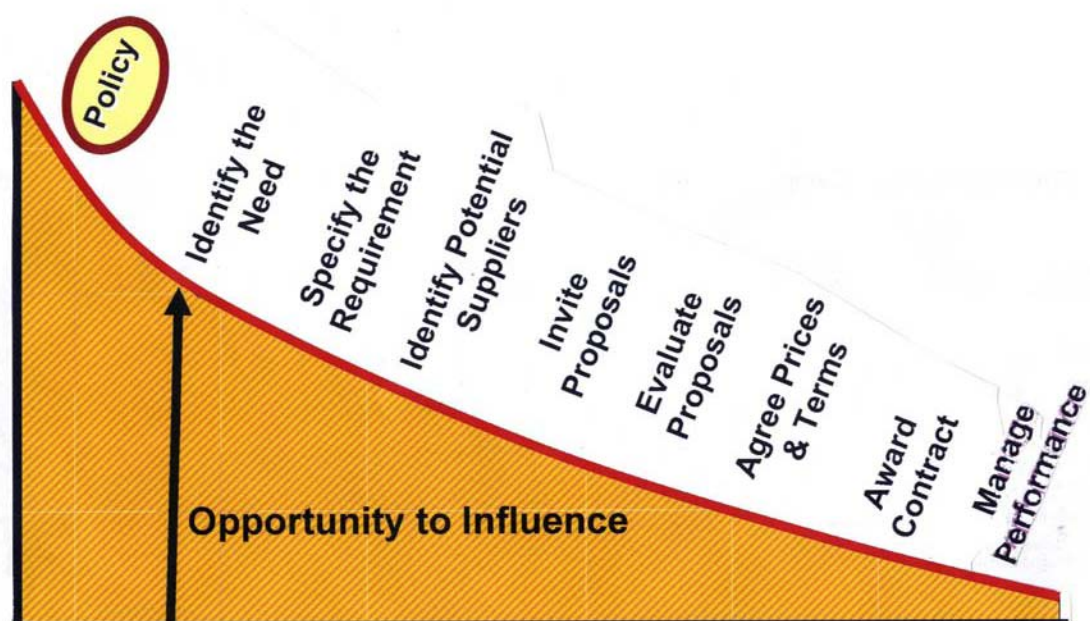 Policy
Identify the
Need
Specify the
Requirement
Identify Potential
Suppliers
Invite
Proposals
Evaluate
Proposals
Agree Prices
& Terms
Award
Contract
Manage
Performance
Opportunity to Influence